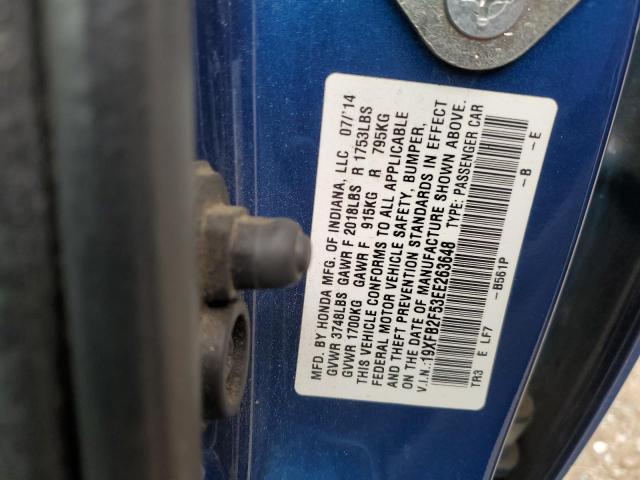 MFD. BY HONDA MFG. OF INDIANA, LLC 07/'14
GVWR 3748LBS GAWR F 2018LBS R 1753LBS
GVWR 1700KG GAWR F 915KG R 795KG
THIS VEHICLE CONFORMS TO ALL APPLICABLE
FEDERAL MOTOR VEHICLE SAFETY, BUMPER,
AND THEFT PREVENTION STANDARDS IN EFFECT
ON THE DATE OF MANUFACTURE SHOWN ABOVE.
V.I.N.:19XFB2F53EE263648 TYPE: PASSENGER CAR
TR3 E LF7 -B561P -B -E